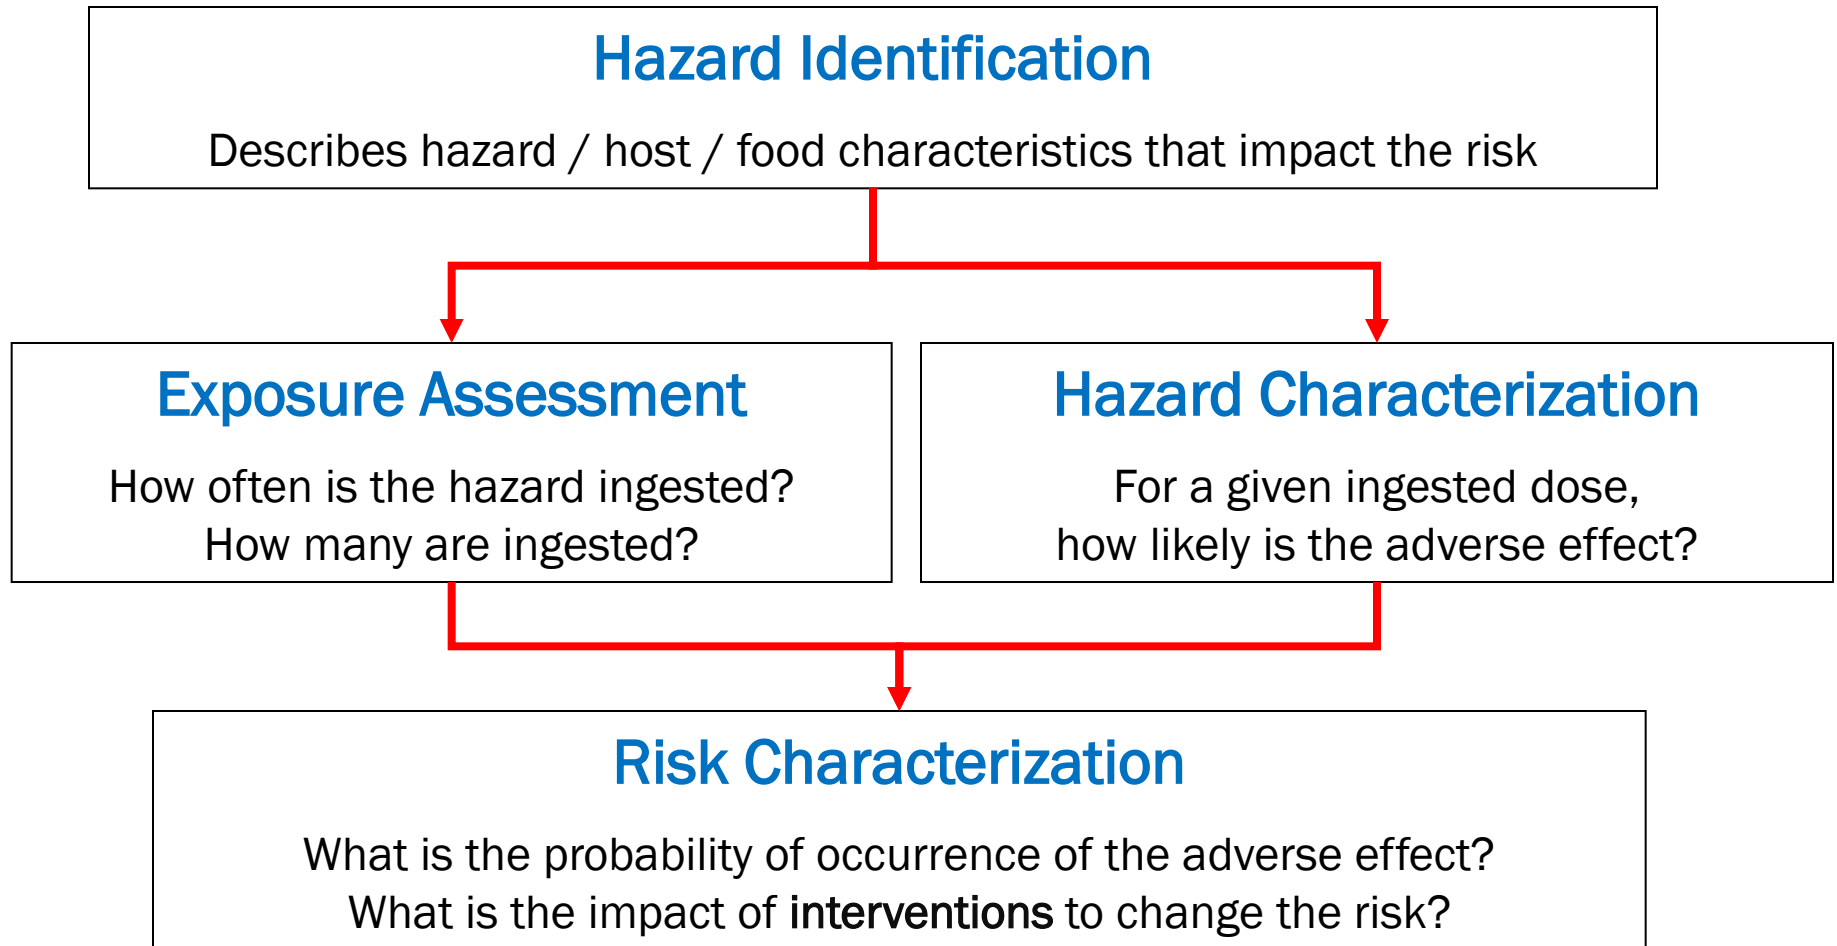 Hazard Identification
Describes hazard / host / food characteristics that impact the risk
Exposure Assessment
How often is the hazard ingested?
How many are ingested?
Hazard Characterization
For a given ingested dose,
how likely is the adverse effect?
Risk Characterization
What is the probability of occurrence of the adverse effect?
What is the impact of interventions to change the risk?